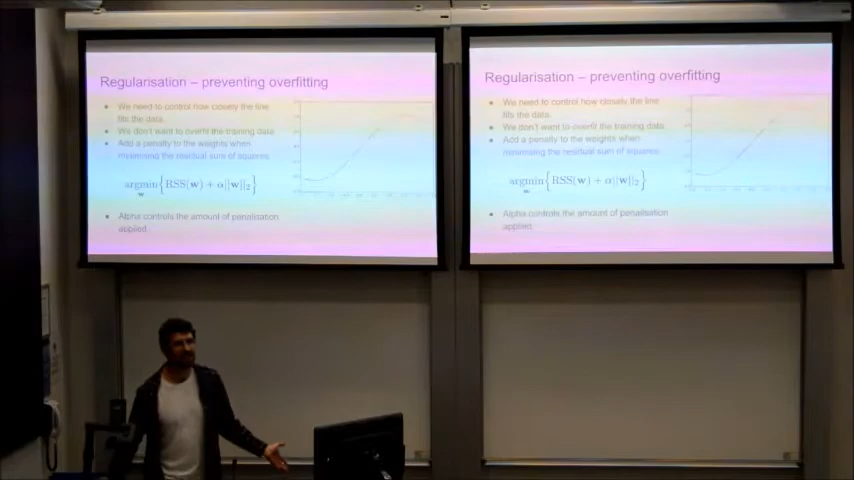 Regularisation – preventing overfitting
We need to control how closely the line
fits the data.
We don't want to overfit the training data
Add a penalty to the weights when
minimising the residual sum of squares.
argmin{RSS(w) + α||w||₂}
w
Alpha controls the amount of penalisation
applied.
Regularisation – preventing overfitting
We need to control how closely the line
fits the data.
We don't want to overfit the training data.
Add a penalty to the weights when
minimising the residual sum of squares.
argmin{RSS(w) + α||w||₂}
w
Alpha controls the amount of penalisation
applied.